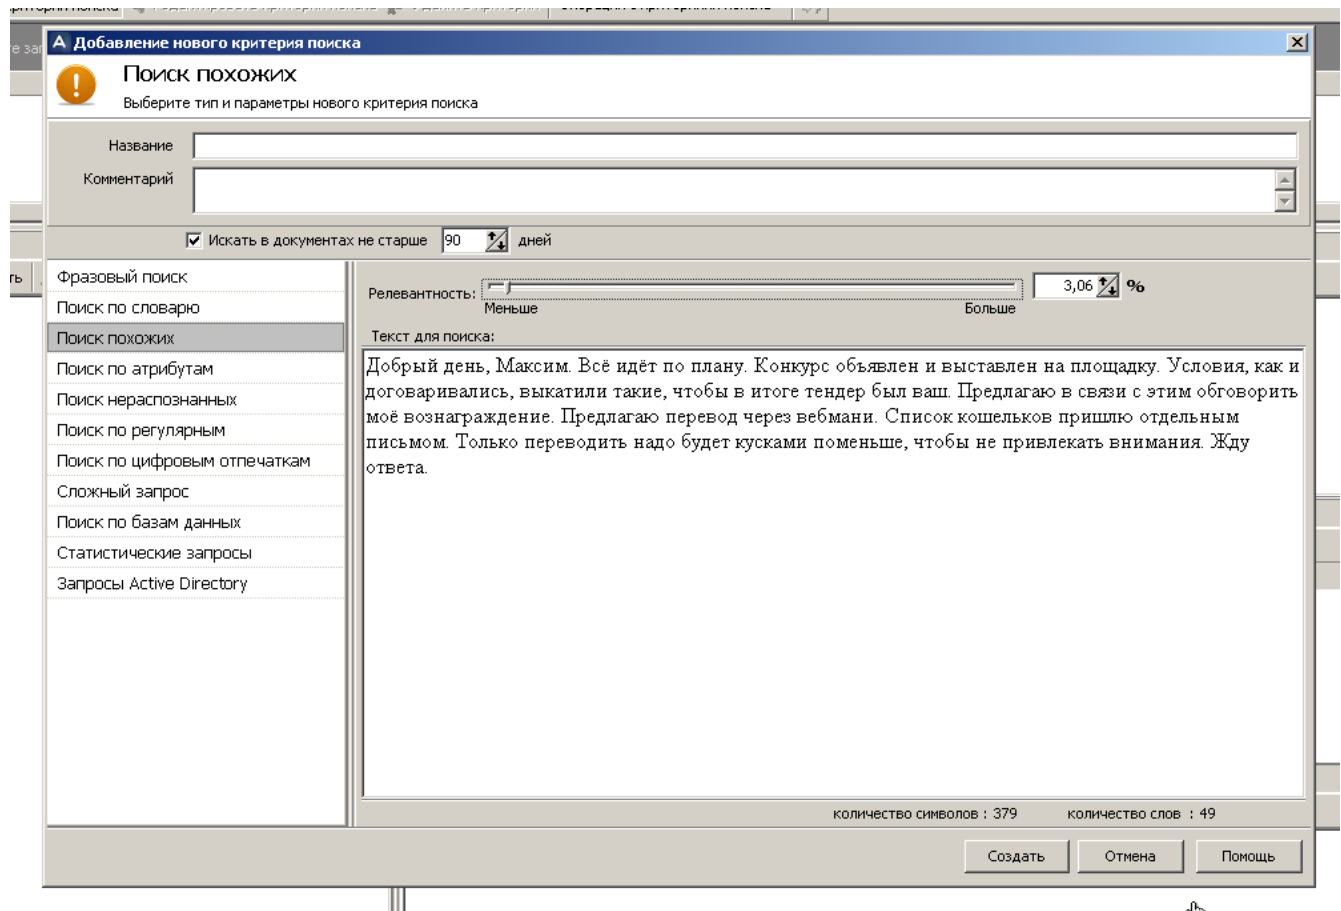 Добавление нового критерия поиска
Поиск похожих
Выберите тип и параметры нового критерия поиска
Название
Комментарий
Искать в документах не старше 90 дней
Фразовый поиск
Поиск по словарю
Поиск похожих
Поиск по атрибутам
Поиск нераспознанных
Поиск по регулярным
Поиск по цифровым отпечаткам
Сложный запрос
Поиск по базам данных
Статистические запросы
Запросы Active Directory
Релевантность: 3,06 %
Меньше Больше
Текст для поиска:
Добрый день, Максим. Всё идёт по плану. Конкурс объявлен и выставлен на площадку. Условия, как и
договаривались, выкатили такие, чтобы в итоге тендер был ваш. Предлагаю в связи с этим обговорить
моё вознаграждение. Предлагаю перевод через вебмани. Список кошельков пришлю отдельным
письмом. Только переводить надо будет кусками поменьше, чтобы не привлекать внимания. Жду
ответа.
количество символов : 379 количество слов : 49
Создать Отмена Помощь